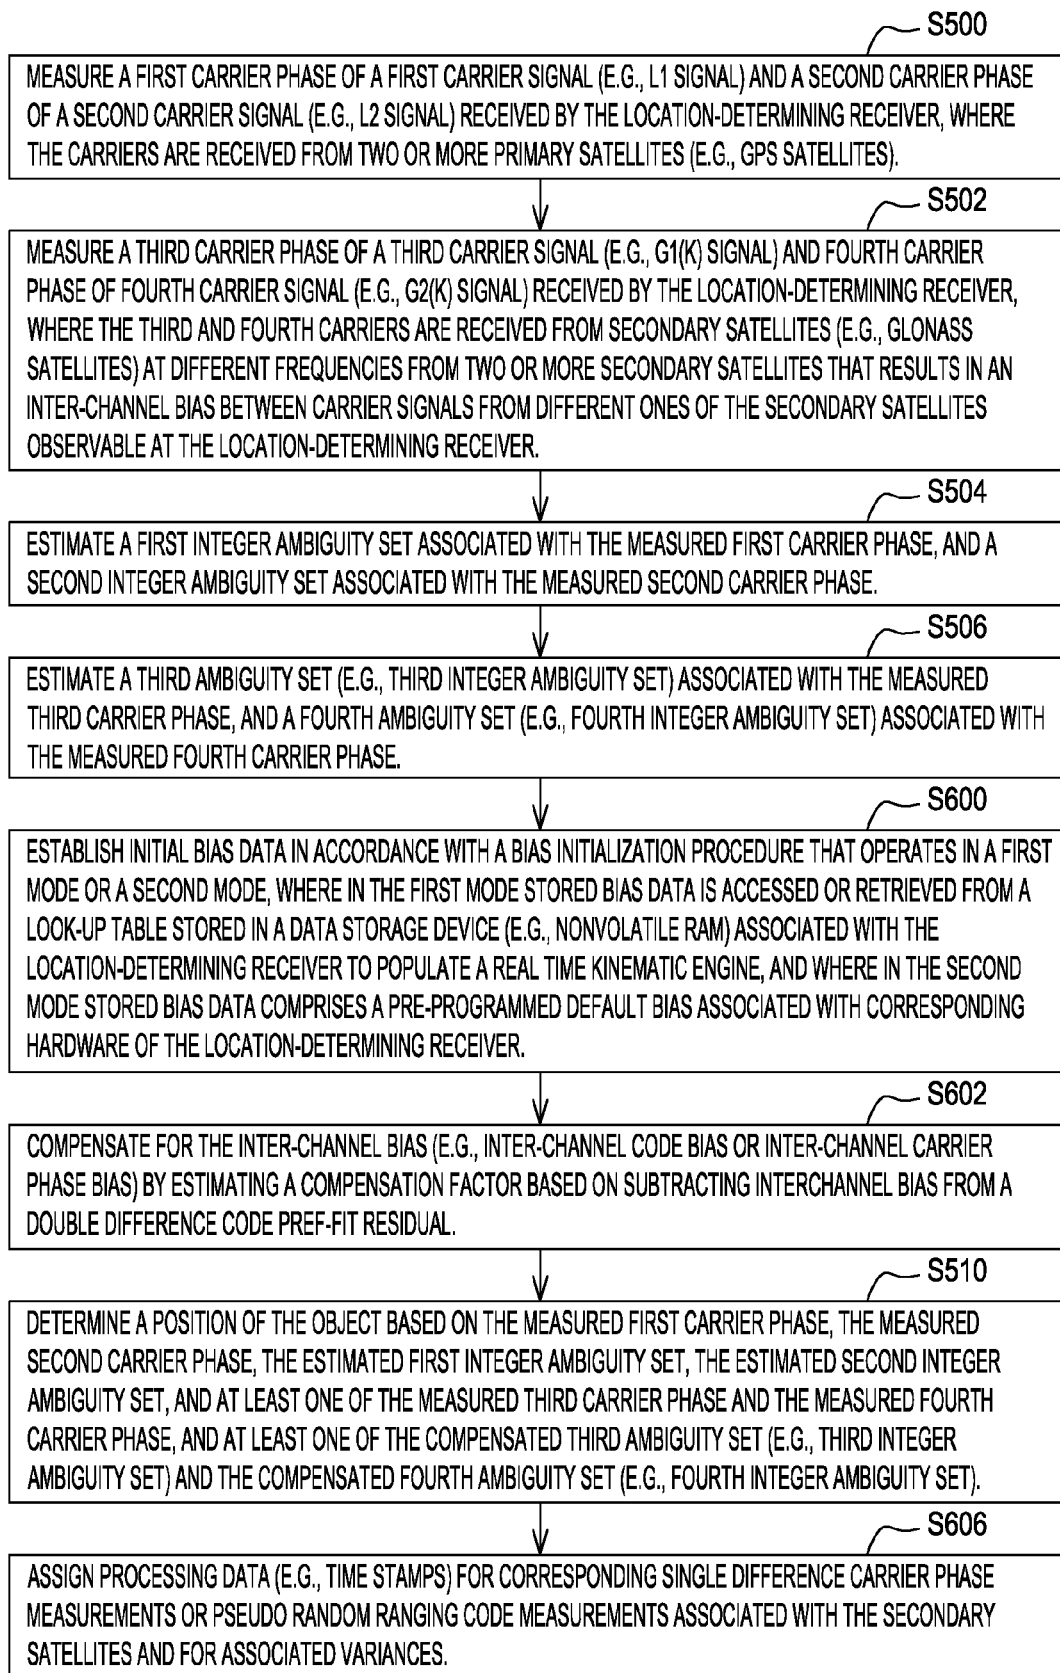 S500
MEASURE A FIRST CARRIER PHASE OF A FIRST CARRIER SIGNAL (E.G., L1 SIGNAL) AND A SECOND CARRIER PHASE
OF A SECOND CARRIER SIGNAL (E.G., L2 SIGNAL) RECEIVED BY THE LOCATION-DETERMINING RECEIVER, WHERE
THE CARRIERS ARE RECEIVED FROM TWO OR MORE PRIMARY SATELLITES (E.G., GPS SATELLITES).
S502
MEASURE A THIRD CARRIER PHASE OF A THIRD CARRIER SIGNAL (E.G., G1(K) SIGNAL) AND FOURTH CARRIER
PHASE OF FOURTH CARRIER SIGNAL (E.G., G2(K) SIGNAL) RECEIVED BY THE LOCATION-DETERMINING RECEIVER,
WHERE THE THIRD AND FOURTH CARRIERS ARE RECEIVED FROM SECONDARY SATELLITES (E.G., GLONASS
SATELLITES) AT DIFFERENT FREQUENCIES FROM TWO OR MORE SECONDARY SATELLITES THAT RESULTS IN AN
INTER-CHANNEL BIAS BETWEEN CARRIER SIGNALS FROM DIFFERENT ONES OF THE SECONDARY SATELLITES
OBSERVABLE AT THE LOCATION-DETERMINING RECEIVER.
S504
ESTIMATE A FIRST INTEGER AMBIGUITY SET ASSOCIATED WITH THE MEASURED FIRST CARRIER PHASE, AND A
SECOND INTEGER AMBIGUITY SET ASSOCIATED WITH THE MEASURED SECOND CARRIER PHASE.
S506
ESTIMATE A THIRD AMBIGUITY SET (E.G., THIRD INTEGER AMBIGUITY SET) ASSOCIATED WITH THE MEASURED
THIRD CARRIER PHASE, AND A FOURTH AMBIGUITY SET (E.G., FOURTH INTEGER AMBIGUITY SET) ASSOCIATED WITH
THE MEASURED FOURTH CARRIER PHASE.
S600
ESTABLISH INITIAL BIAS DATA IN ACCORDANCE WITH A BIAS INITIALIZATION PROCEDURE THAT OPERATES IN A FIRST
MODE OR A SECOND MODE, WHERE IN THE FIRST MODE STORED BIAS DATA IS ACCESSED OR RETRIEVED FROM A
LOOK-UP TABLE STORED IN A DATA STORAGE DEVICE (E.G., NONVOLATILE RAM) ASSOCIATED WITH THE
LOCATION-DETERMINING RECEIVER TO POPULATE A REAL TIME KINEMATIC ENGINE, AND WHERE IN THE SECOND
MODE STORED BIAS DATA COMPRISES A PRE-PROGRAMMED DEFAULT BIAS ASSOCIATED WITH CORRESPONDING
HARDWARE OF THE LOCATION-DETERMINING RECEIVER.
S602
COMPENSATE FOR THE INTER-CHANNEL BIAS (E.G., INTER-CHANNEL CODE BIAS OR INTER-CHANNEL CARRIER
PHASE BIAS) BY ESTIMATING A COMPENSATION FACTOR BASED ON SUBTRACTING INTERCHANNEL BIAS FROM A
DOUBLE DIFFERENCE CODE PREF-FIT RESIDUAL.
S510
DETERMINE A POSITION OF THE OBJECT BASED ON THE MEASURED FIRST CARRIER PHASE, THE MEASURED
SECOND CARRIER PHASE, THE ESTIMATED FIRST INTEGER AMBIGUITY SET, THE ESTIMATED SECOND INTEGER
AMBIGUITY SET, AND AT LEAST ONE OF THE MEASURED THIRD CARRIER PHASE AND THE MEASURED FOURTH
CARRIER PHASE, AND AT LEAST ONE OF THE COMPENSATED THIRD AMBIGUITY SET (E.G., THIRD INTEGER
AMBIGUITY SET) AND THE COMPENSATED FOURTH AMBIGUITY SET (E.G., FOURTH INTEGER AMBIGUITY SET).
S606
ASSIGN PROCESSING DATA (E.G., TIME STAMPS) FOR CORRESPONDING SINGLE DIFFERENCE CARRIER PHASE
MEASUREMENTS OR PSEUDO RANDOM RANGING CODE MEASUREMENTS ASSOCIATED WITH THE SECONDARY
SATELLITES AND FOR ASSOCIATED VARIANCES.